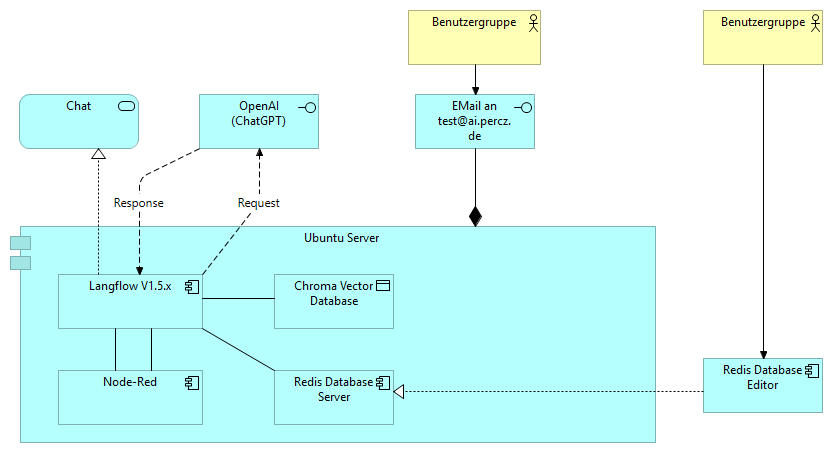 Benutzergruppe
Benutzergruppe
Chat
OpenAI
(ChatGPT)
EMail an
test@ai.percz.
de
Response
Request
Ubuntu Server
Langflow V1.5.x
Chroma Vector
Database
Node-Red
Redis Database
Server
Redis Database
Editor